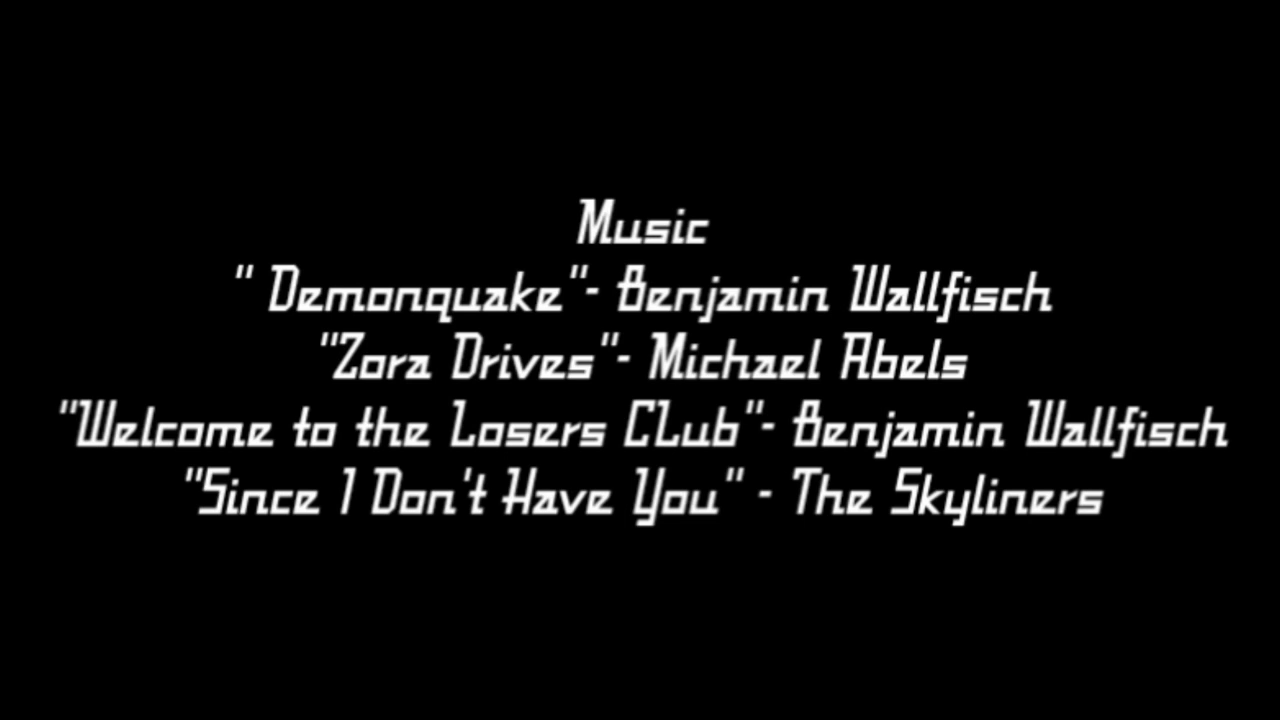 Music
" Demonquake"- Benjamin Wallfisch
"Zora Drives"- Michael Abels
"Welcome to the Losers CLub"- Benjamin Wallfisch
"Since I Don't Have You" - The Skyliners